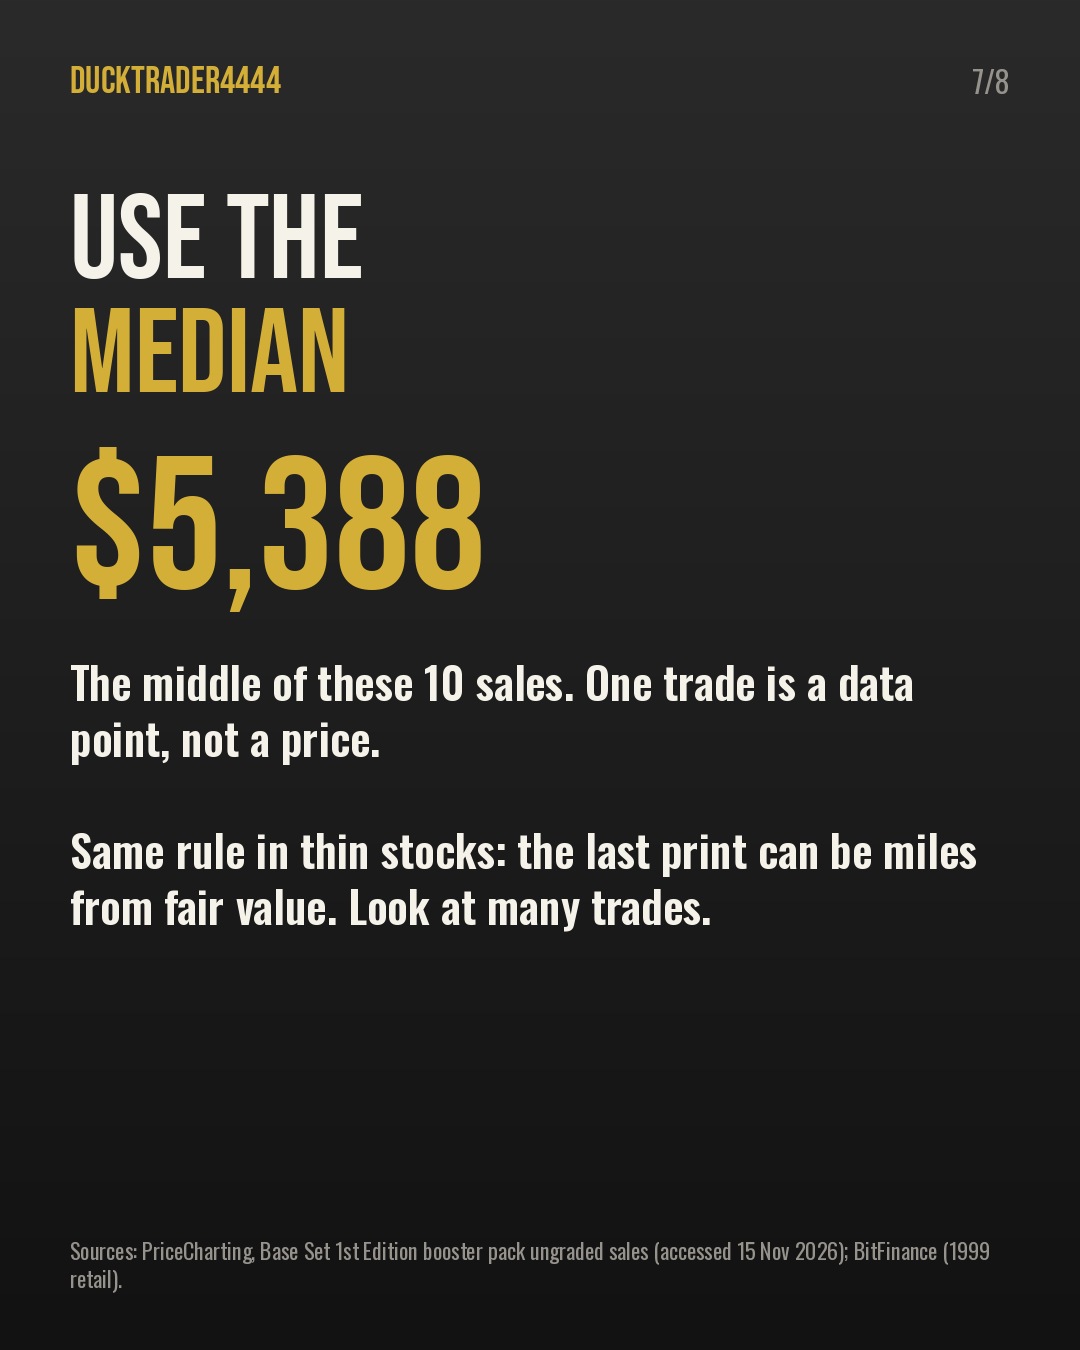 DUCKTRADER4444
7/8
USE THE
MEDIAN
$5,388
The middle of these 10 sales. One trade is a data
point, not a price.
Same rule in thin stocks: the last print can be miles
from fair value. Look at many trades.
Sources: PriceCharting, Base Set 1st Edition booster pack ungraded sales (accessed 15 Nov 2026); BitFinance (1999
retail).